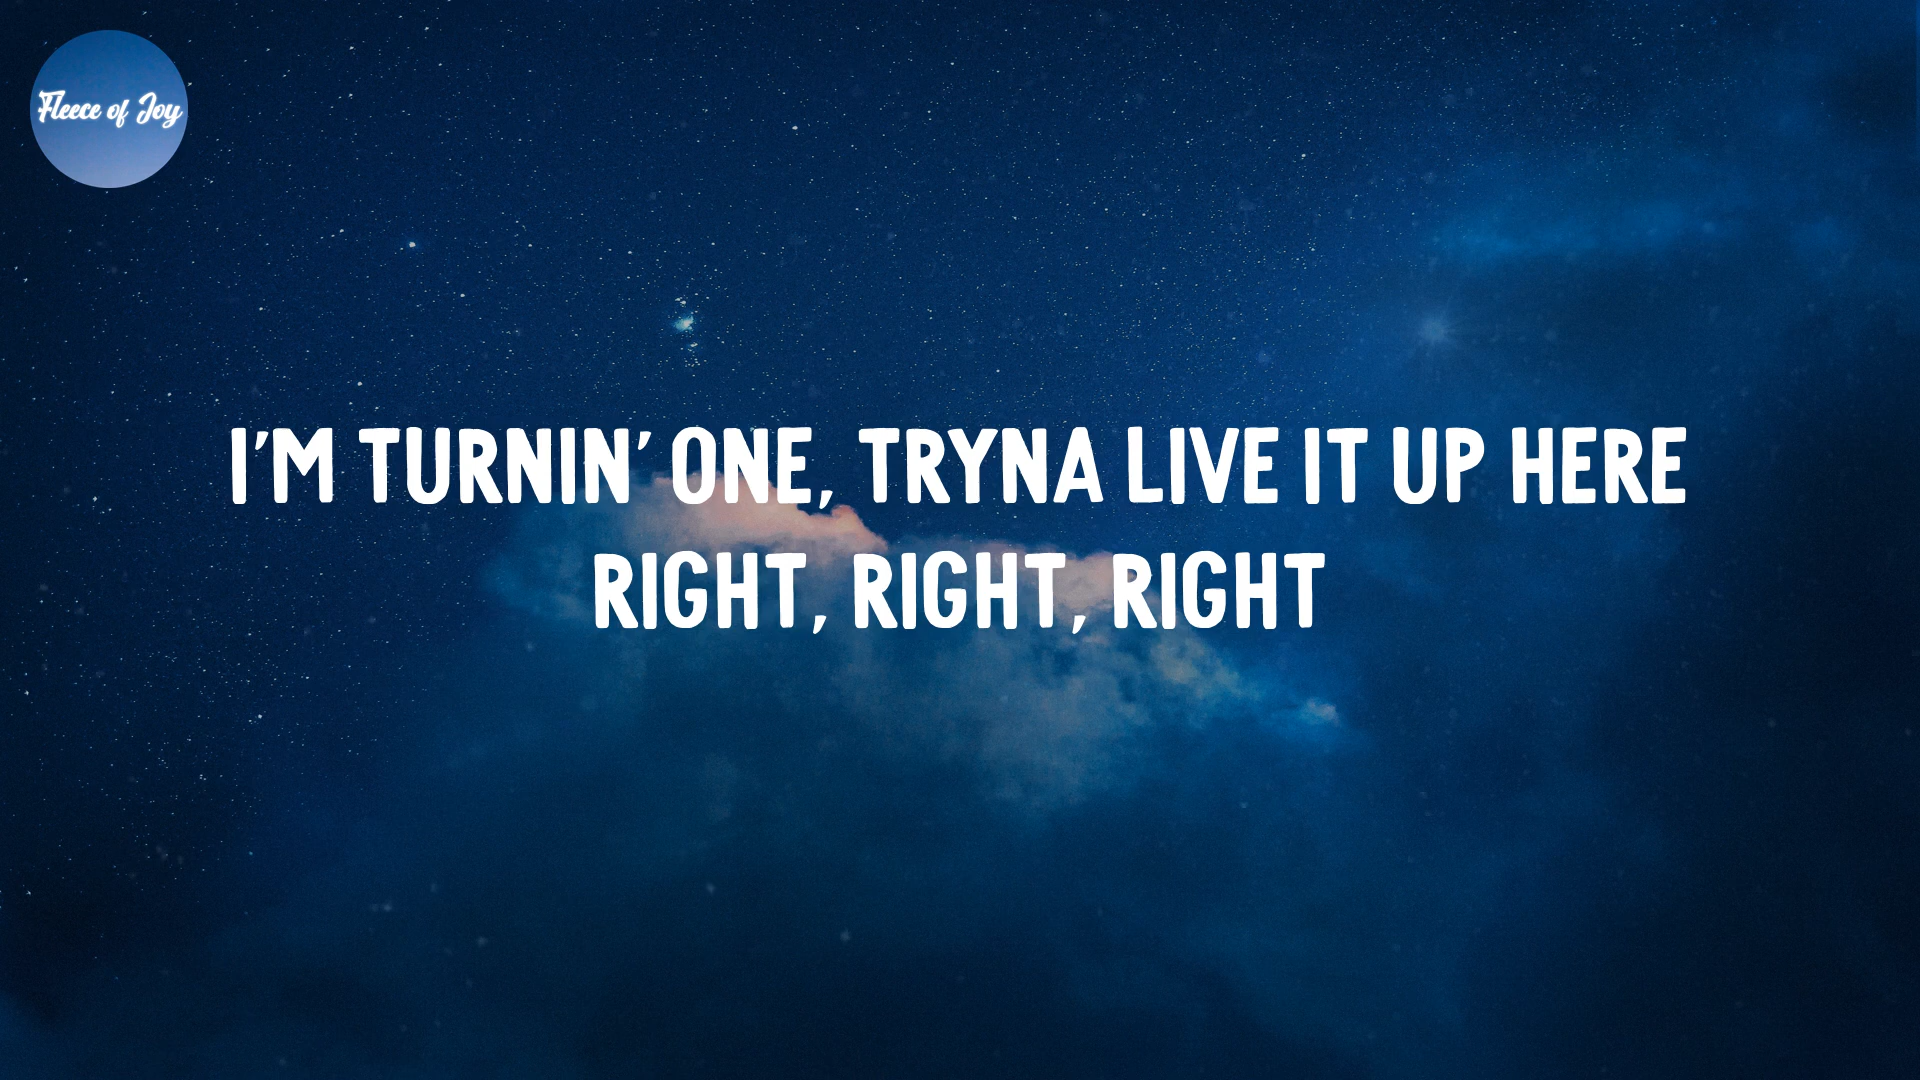 Fleece of Joy
I'M TURNIN' ONE, TRYNA LIVE IT UP HERE
RIGHT, RIGHT, RIGHT